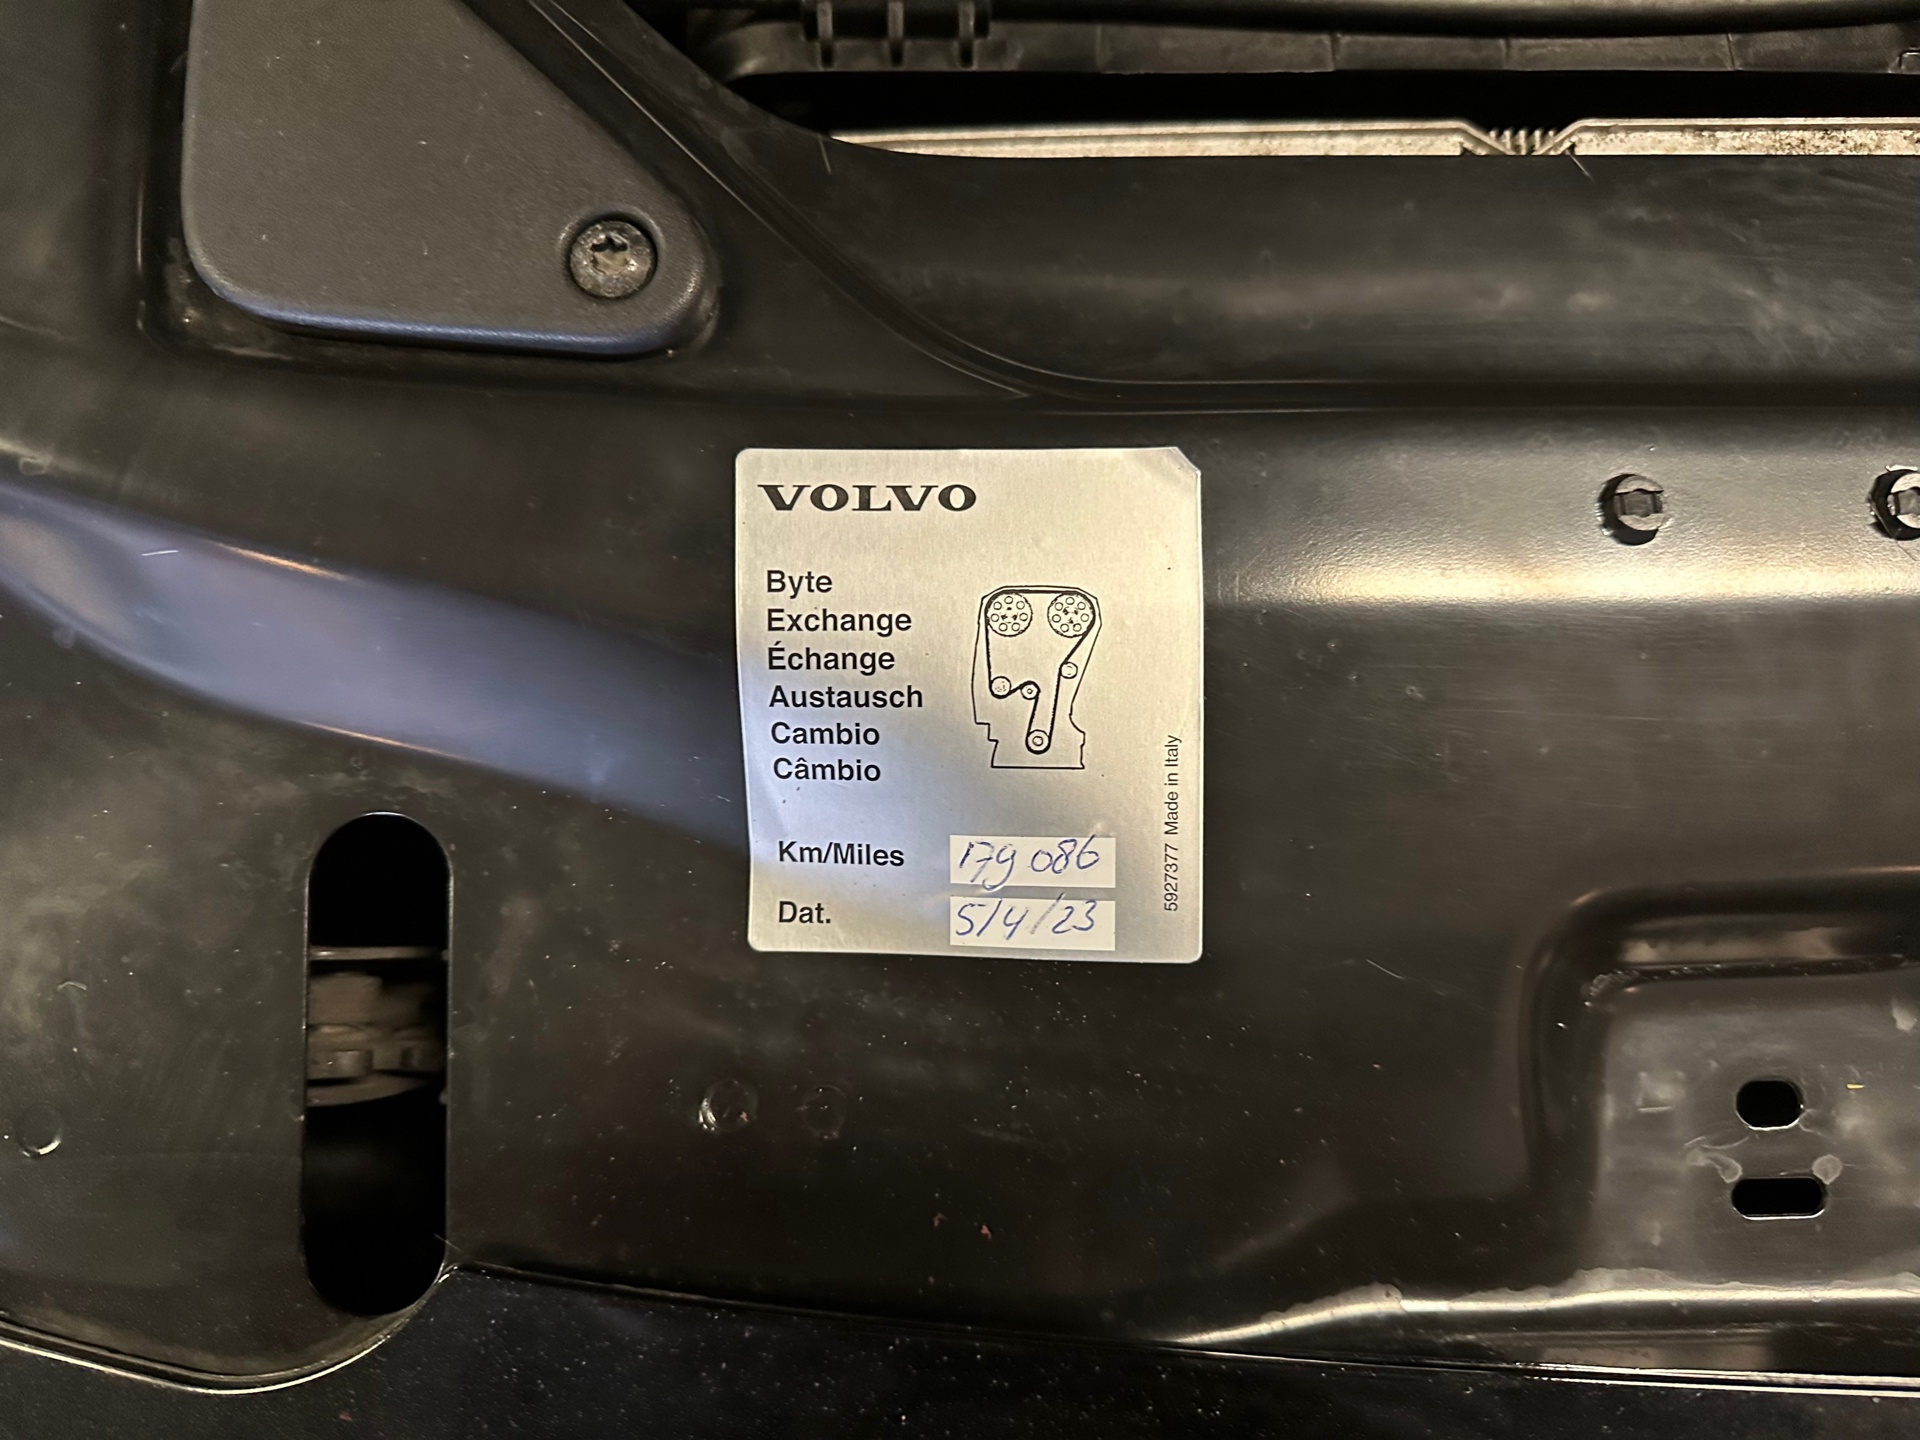 VOLVO
Byte
Exchange
Échange
Austausch
Cambio
Câmbio
Km/Miles 179 086
Dat. 5/4/23
5927377 Made in Italy